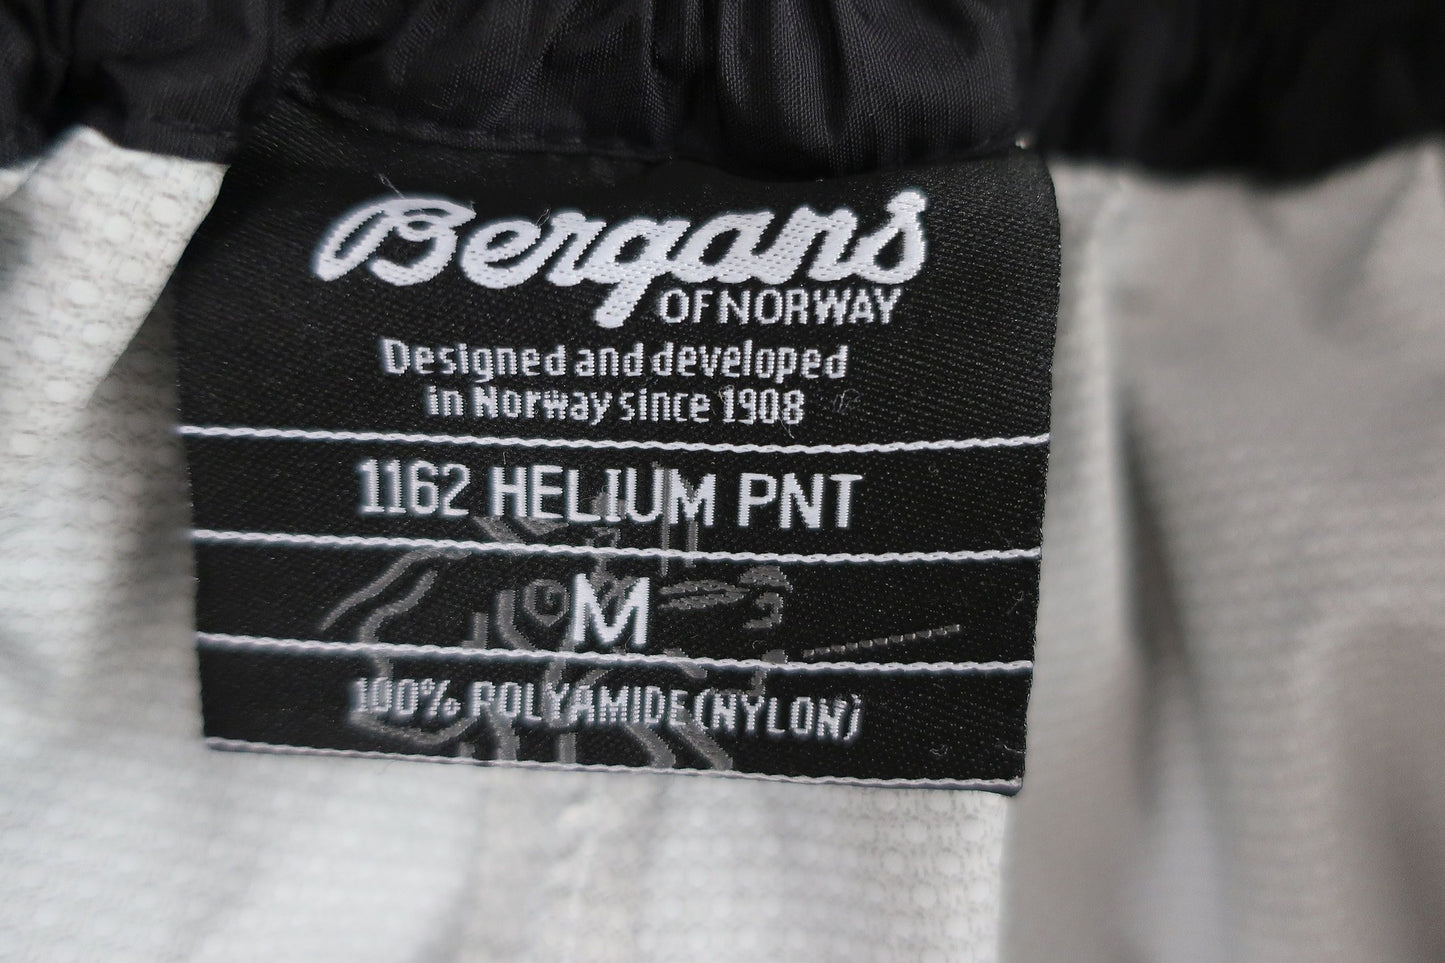 Bergans
OF NORWAY
Designed and developed
in Norway since 1908
1162 HELIUM PNT
M
100% POLYAMIDE (NYLON)